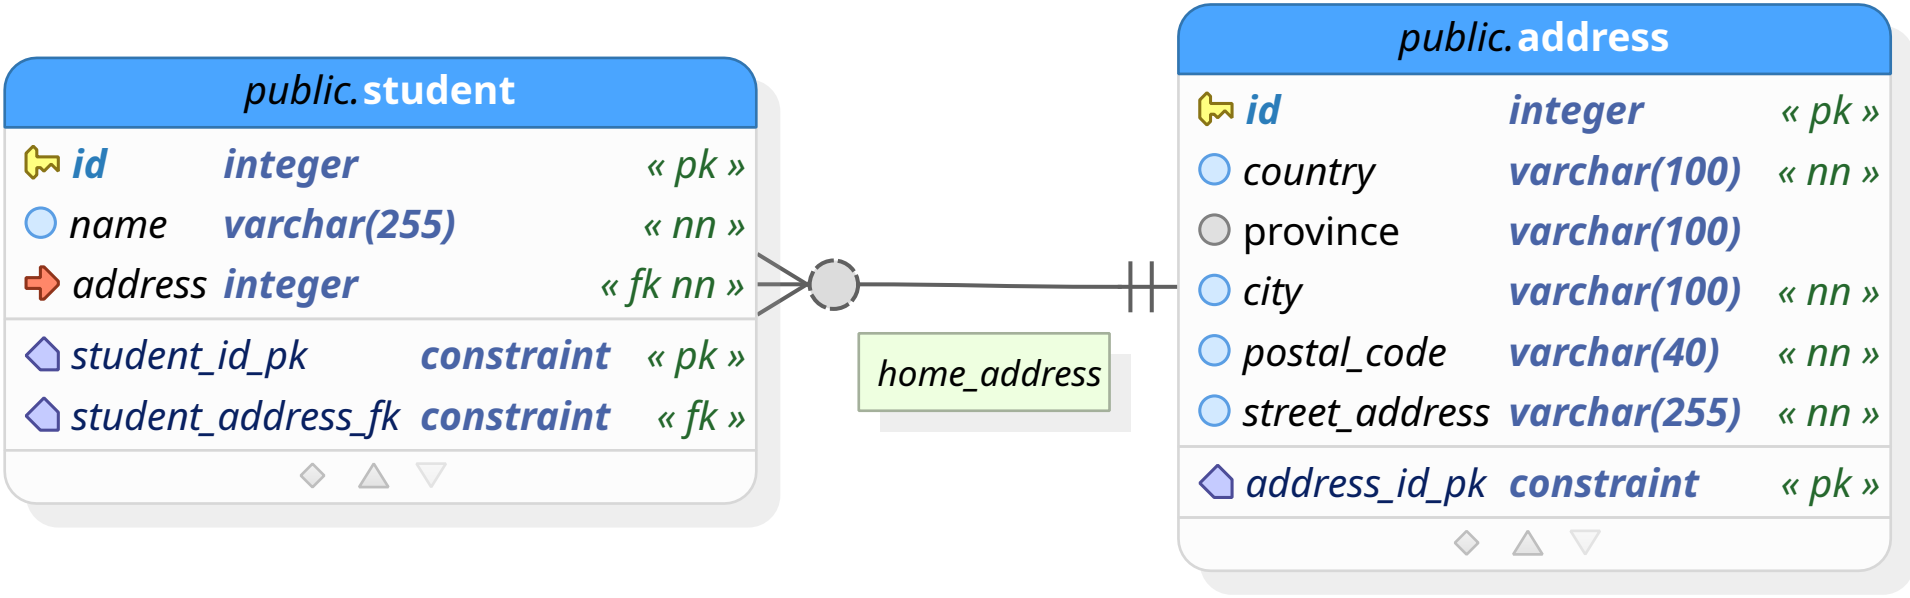 public.student
id integer « pk »
name varchar(255) « nn »
address integer « fk nn »
student_id_pk constraint « pk »
student_address_fk constraint « fk »
home_address
public.address
id integer « pk »
country varchar(100) « nn »
province varchar(100)
city varchar(100) « nn »
postal_code varchar(40) « nn »
street_address varchar(255) « nn »
address_id_pk constraint « pk »